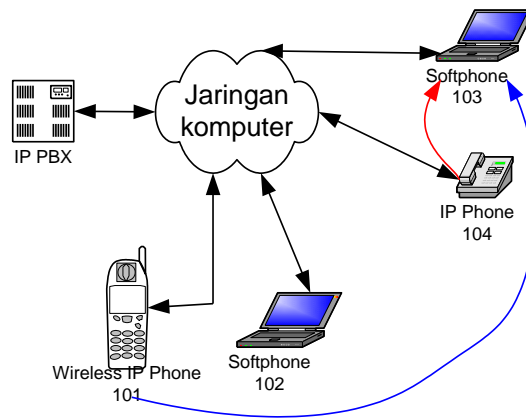 Jaringan
komputer
Softphone
103
IP PBX
IP Phone
104
Softphone
102
Wireless IP Phone
101